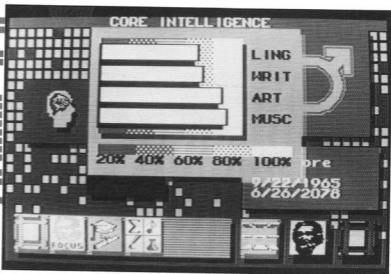 CORE INTELLIGENCE
LING
WRIT
ART
MUSC
20% 40% 60% 80% 100% ore
9/22/1965
6/26/2078
FOCUS